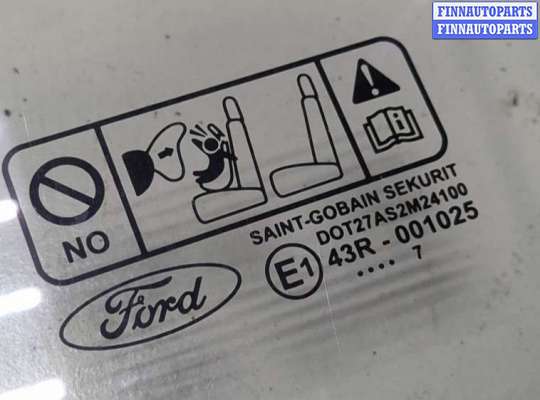 FINNAUTOPARTS
FINNAUTOPARTS
NO
i
SAINT-GOBAIN SEKURIT
DOT27AS2M24100
43R - 001025
E1
.... 7
Ford